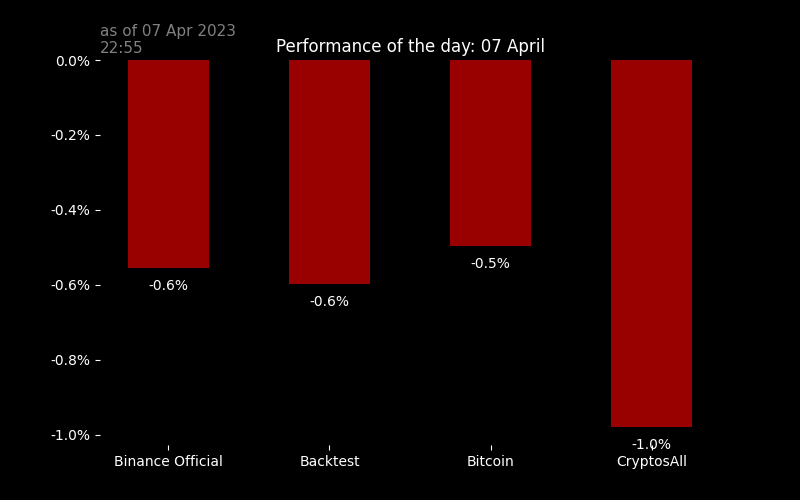 as of 07 Apr 2023
22:55
Performance of the day: 07 April
0.0%
-0.2%
-0.4%
-0.6%
-0.8%
-1.0%
-0.6%
-0.6%
-0.5%
-1.0%
Binance Official
Backtest
Bitcoin
CryptosAll